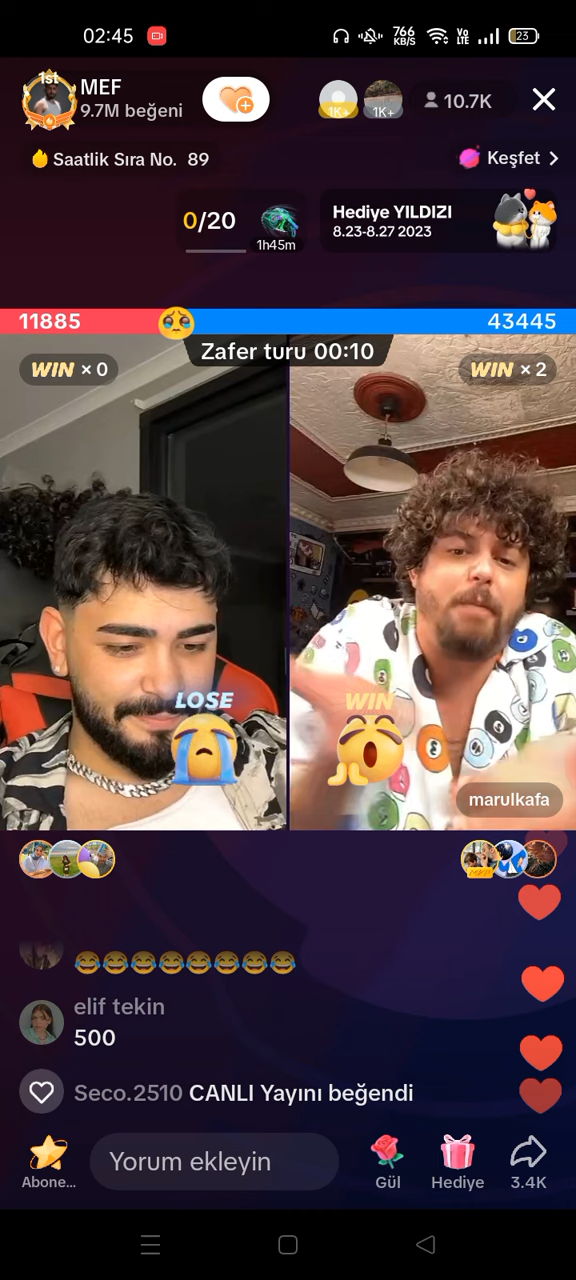 02:45
766
KB/S
Vo
LTE
23
1st
MEF
9.7M beğeni
1K+
1K+
10.7K
Saatlik Sıra No. 89
Keşfet
0/20
1h45m
Hediye YILDIZI
8.23-8.27 2023
11885
43445
Zafer turu 00:10
WIN × 0
WIN × 2
LOSE
WIN
marulkafa
elif tekin
500
Seco.2510 CANLI Yayını beğendi
Abone...
Yorum ekleyin
Gül
Hediye
3.4K